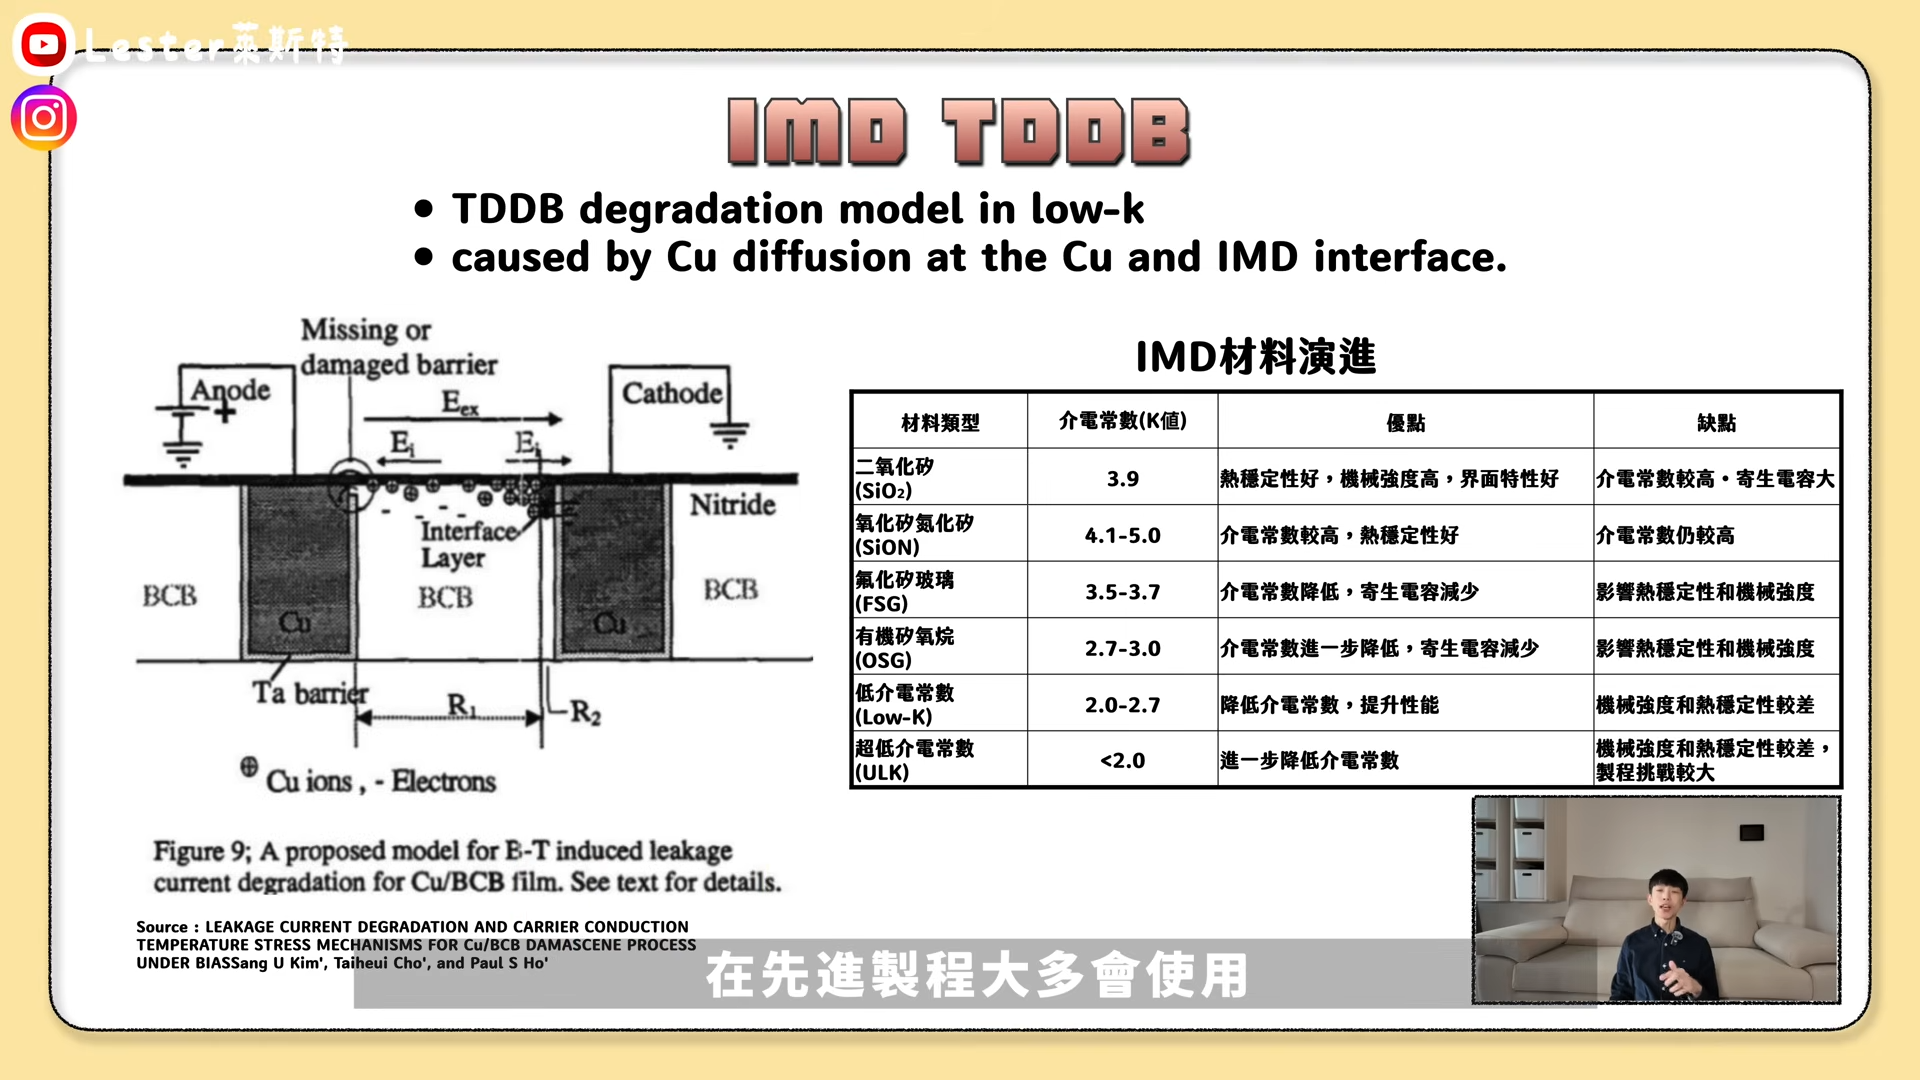 Lester萊斯特
IMD TDDB
• TDDB degradation model in low-k
• caused by Cu diffusion at the Cu and IMD interface.
Missing or
damaged barrier
Anode
+
Eex
Cathode
Ei
Ei
Nitride
Interface
Layer
BCB
BCB
BCB
Cu
Cu
Ta barrier
R1
R2
⊕ Cu ions , - Electrons
Figure 9; A proposed model for B-T induced leakage
current degradation for Cu/BCB film. See text for details.
Source : LEAKAGE CURRENT DEGRADATION AND CARRIER CONDUCTION
TEMPERATURE STRESS MECHANISMS FOR Cu/BCB DAMASCENE PROCESS
UNDER BIASSang U Kim', Taiheui Cho', and Paul S Ho'
IMD材料演進
材料類型 介電常數(K值) 優點 缺點
二氧化矽
(SiO₂) 3.9 熱穩定性好，機械強度高，界面特性好 介電常數較高・寄生電容大
氧化矽氮化矽
(SiON) 4.1-5.0 介電常數較高，熱穩定性好 介電常數仍較高
氟化矽玻璃
(FSG) 3.5-3.7 介電常數降低，寄生電容減少 影響熱穩定性和機械強度
有機矽氧烷
(OSG) 2.7-3.0 介電常數進一步降低，寄生電容減少 影響熱穩定性和機械強度
低介電常數
(Low-K) 2.0-2.7 降低介電常數，提升性能 機械強度和熱穩定性較差
超低介電常數
(ULK) <2.0 進一步降低介電常數 機械強度和熱穩定性較差，
製程挑戰較大
在先進製程大多會使用